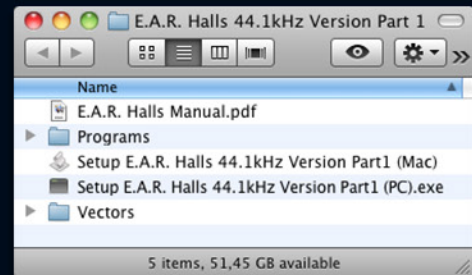 E.A.R. Halls 44.1kHz Version Part 1
Name
E.A.R. Halls Manual.pdf
Programs
Setup E.A.R. Halls 44.1kHz Version Part1 (Mac)
Setup E.A.R. Halls 44.1kHz Version Part1 (PC).exe
Vectors
5 items, 51,45 GB available